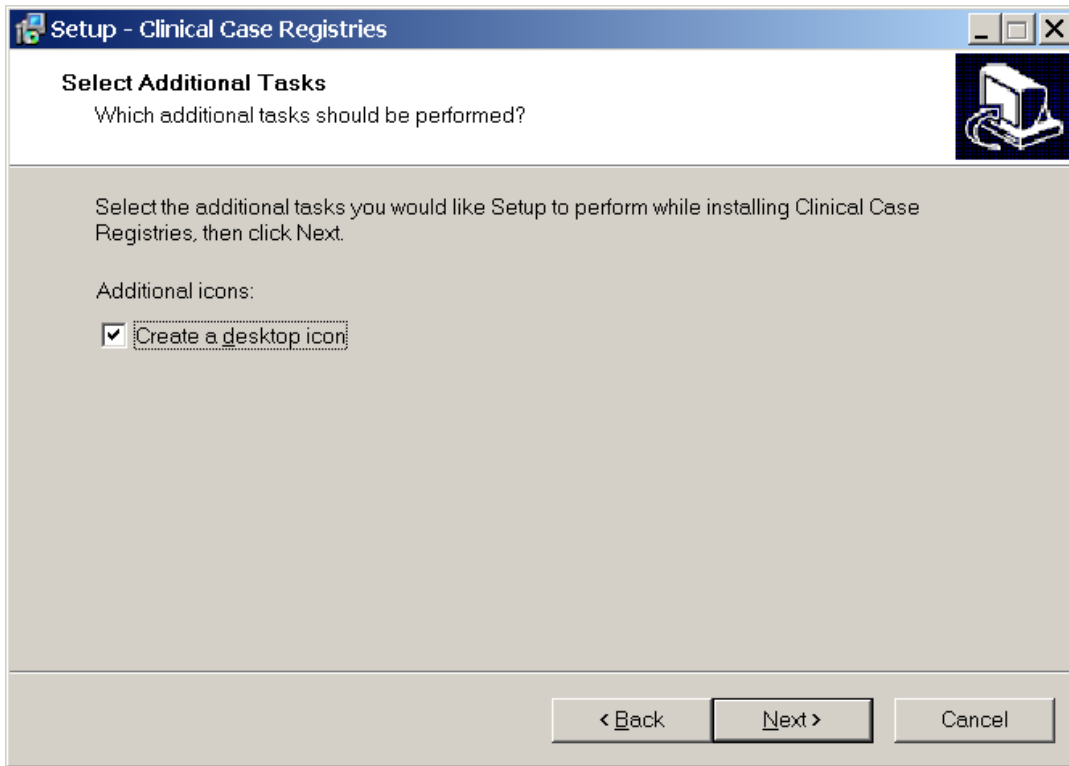 Setup - Clinical Case Registries
Select Additional Tasks
Which additional tasks should be performed?
Select the additional tasks you would like Setup to perform while installing Clinical Case
Registries, then click Next.
Additional icons:
Create a desktop icon
< Back
Next >
Cancel